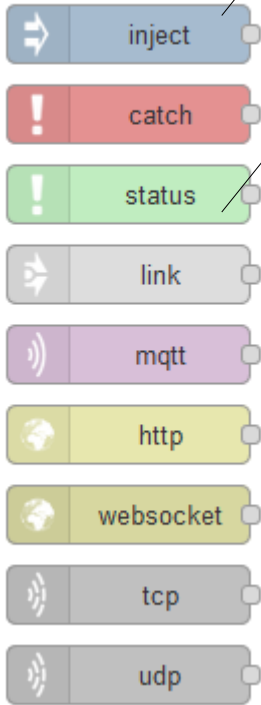 inject
catch
status
link
mqtt
http
websocket
tcp
udp